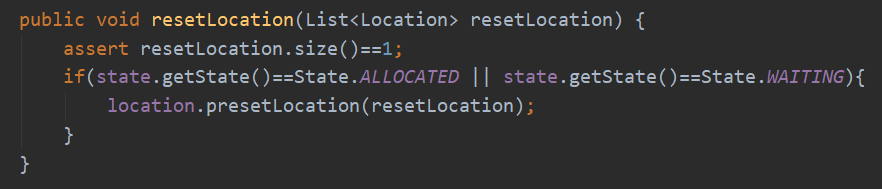 public void resetLocation(List<Location> resetLocation) {
    assert resetLocation.size()==1;
    if(state.getState()==State.ALLOCATED || state.getState()==State.WAITING){
        location.presetLocation(resetLocation);
    }
}